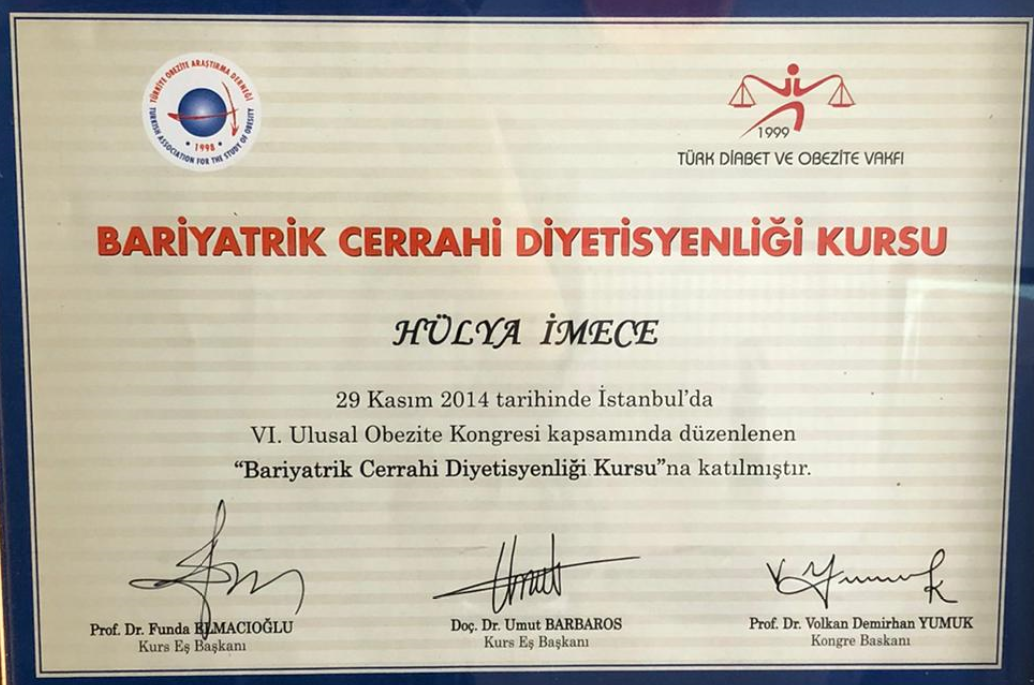 TÜRKİYE OBEZİTE ARAŞTIRMA DERNEĞİ
TURKISH ASSOCIATION FOR THE STUDY OF OBESITY
• 1998 •
1999
TÜRK DİABET VE OBEZİTE VAKFI
BARİYATRİK CERRAHİ DİYETİSYENLİĞİ KURSU
HÜLYA İMECE
29 Kasım 2014 tarihinde İstanbul’da
VI. Ulusal Obezite Kongresi kapsamında düzenlenen
“Bariyatrik Cerrahi Diyetisyenliği Kursu”na katılmıştır.
Prof. Dr. Funda ELMACIOĞLU
Kurs Eş Başkanı
Doç. Dr. Umut BARBAROS
Kurs Eş Başkanı
Prof. Dr. Volkan Demirhan YUMUK
Kongre Baskanı